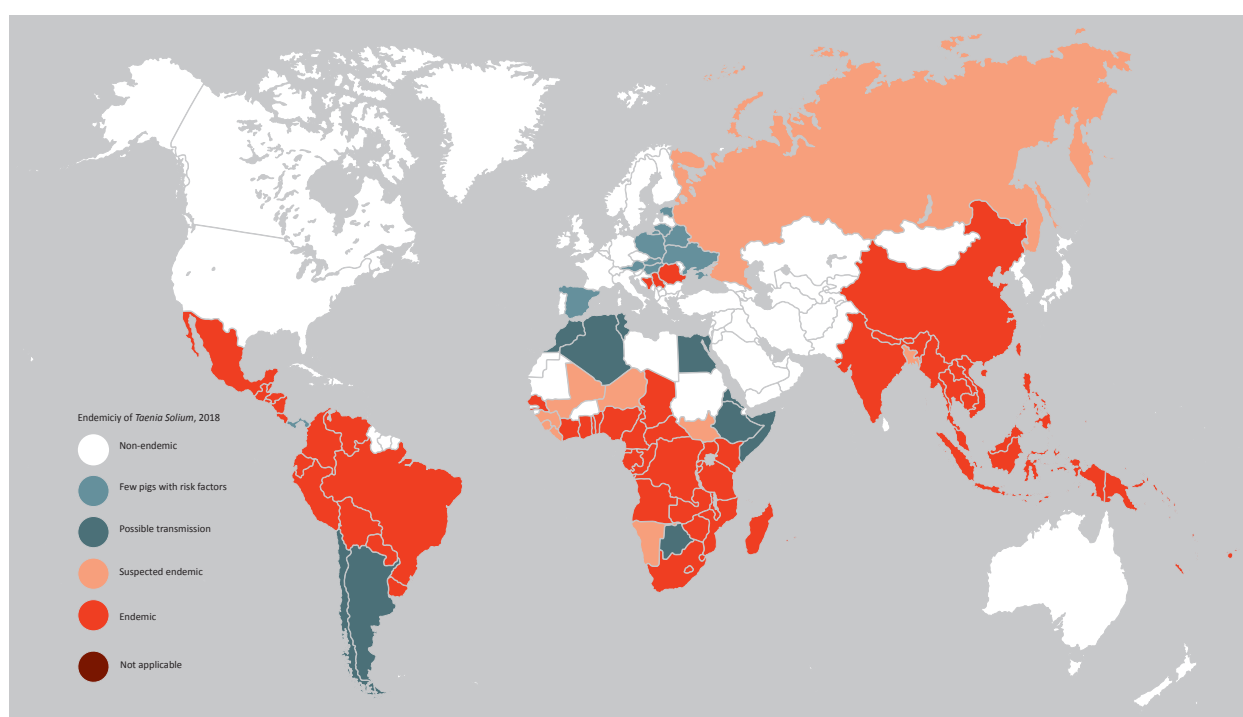 Endemiciy of Taenia Solium, 2018
Non-endemic
Few pigs with risk factors
Possible transmission
Suspected endemic
Endemic
Not applicable